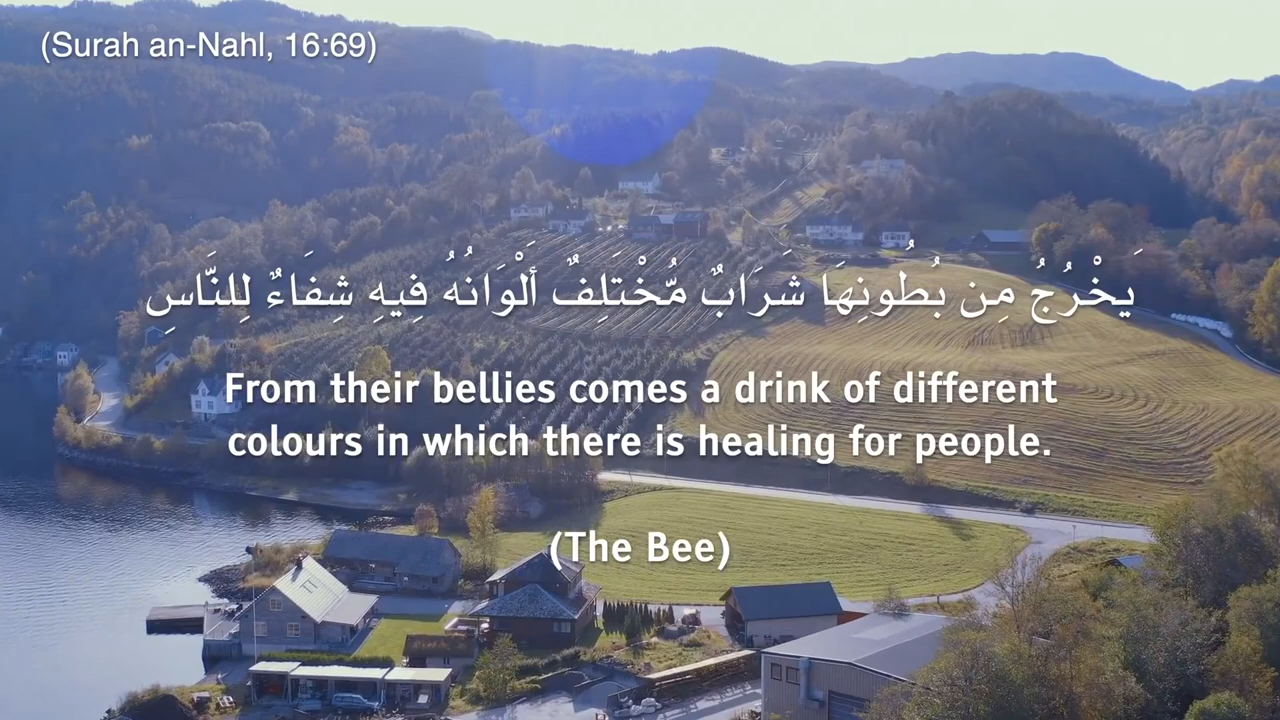 (Surah an-Nahl, 16:69)
يَخْرُجُ مِن بُطُونِهَا شَرَابٌ مُّخْتَلِفٌ أَلْوَانُهُ فِيهِ شِفَاءٌ لِلنَّاسِ
From their bellies comes a drink of different
colours in which there is healing for people.
(The Bee)